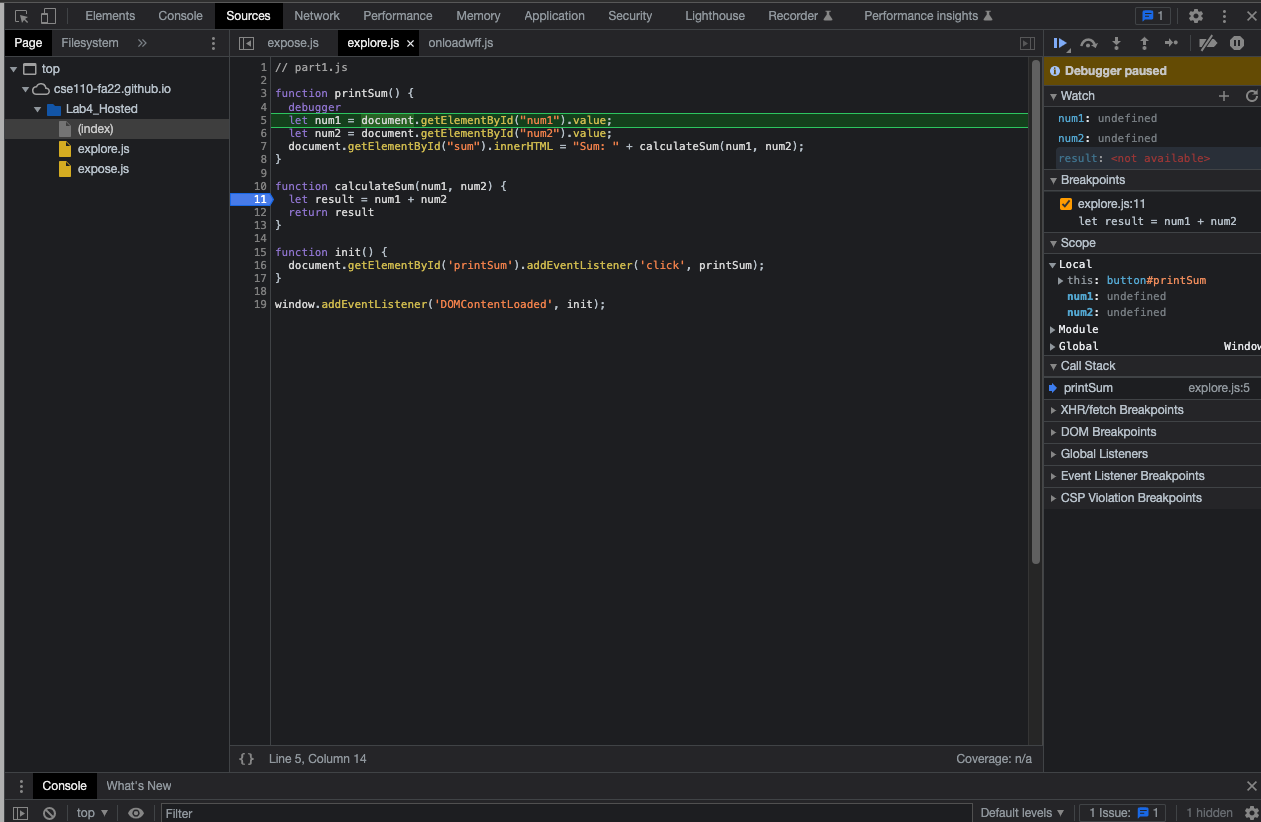 Elements Console Sources Network Performance Memory Application Security Lighthouse Recorder Performance insights 1
Page Filesystem »
expose.js explore.js × onloadwff.js
top
cse110-fa22.github.io
Lab4_Hosted
(index)
explore.js
expose.js
1 // part1.js
2
3 function printSum() {
4 debugger
5 let num1 = document.getElementById("num1").value;
6 let num2 = document.getElementById("num2").value;
7 document.getElementById("sum").innerHTML = "Sum: " + calculateSum(num1, num2);
8 }
9
10 function calculateSum(num1, num2) {
11 let result = num1 + num2
12 return result
13 }
14
15 function init() {
16 document.getElementById('printSum').addEventListener('click', printSum);
17 }
18
19 window.addEventListener('DOMContentLoaded', init);
{} Line 5, Column 14 Coverage: n/a
Debugger paused
Watch
num1: undefined
num2: undefined
result: <not available>
Breakpoints
explore.js:11
let result = num1 + num2
Scope
Local
this: button#printSum
num1: undefined
num2: undefined
Module
Global Window
Call Stack
printSum explore.js:5
XHR/fetch Breakpoints
DOM Breakpoints
Global Listeners
Event Listener Breakpoints
CSP Violation Breakpoints
Console What's New
top Filter Default levels 1 Issue: 1 1 hidden